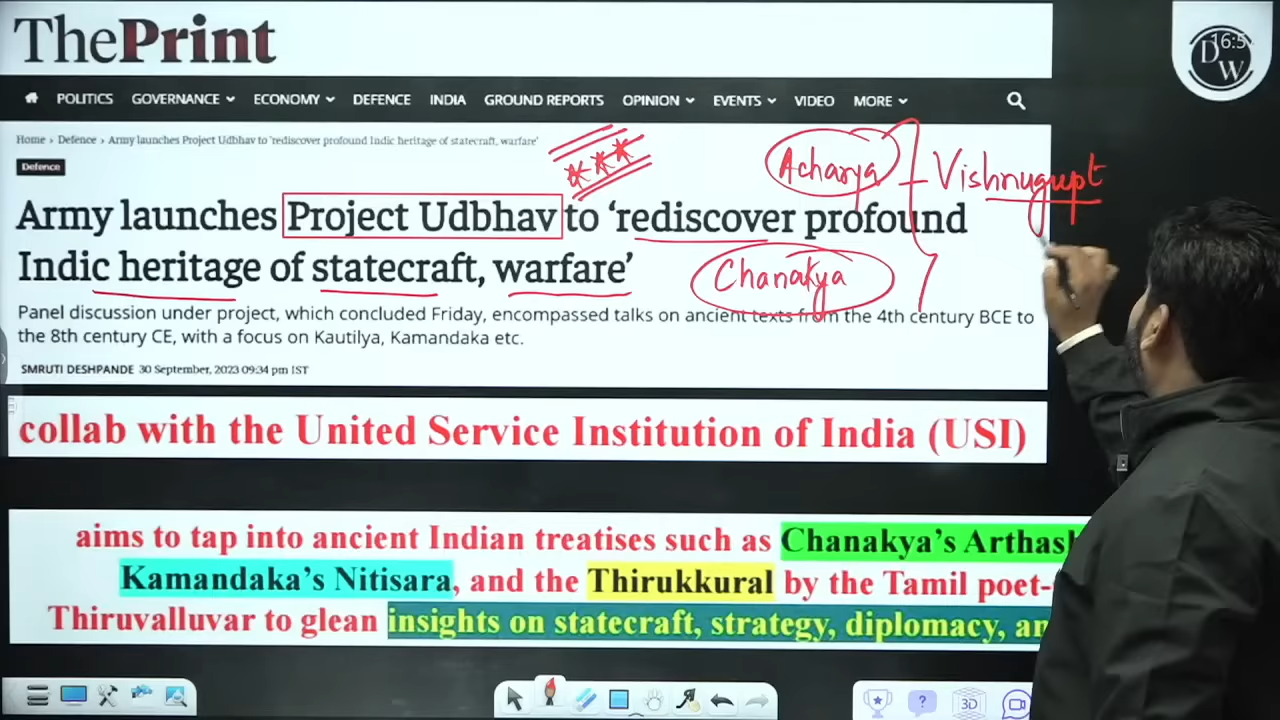 ThePrint
POLITICS GOVERNANCE ECONOMY DEFENCE INDIA GROUND REPORTS OPINION EVENTS VIDEO MORE
Home › Defence › Army launches Project Udbhav to 'rediscover profound Indic heritage of statecraft, warfare'
Defence
Army launches Project Udbhav to ‘rediscover profound
Indic heritage of statecraft, warfare’
Panel discussion under project, which concluded Friday, encompassed talks on ancient texts from the 4th century BCE to
the 8th century CE, with a focus on Kautilya, Kamandaka etc.
SMRUTI DESHPANDE 30 September, 2023 09:34 pm IST
Acharya
Vishnugupt
Chanakya
collab with the United Service Institution of India (USI)
aims to tap into ancient Indian treatises such as Chanakya’s Arthash
Kamandaka’s Nitisara, and the Thirukkural by the Tamil poet-
Thiruvalluvar to glean insights on statecraft, strategy, diplomacy, an
DW
16:5
3D